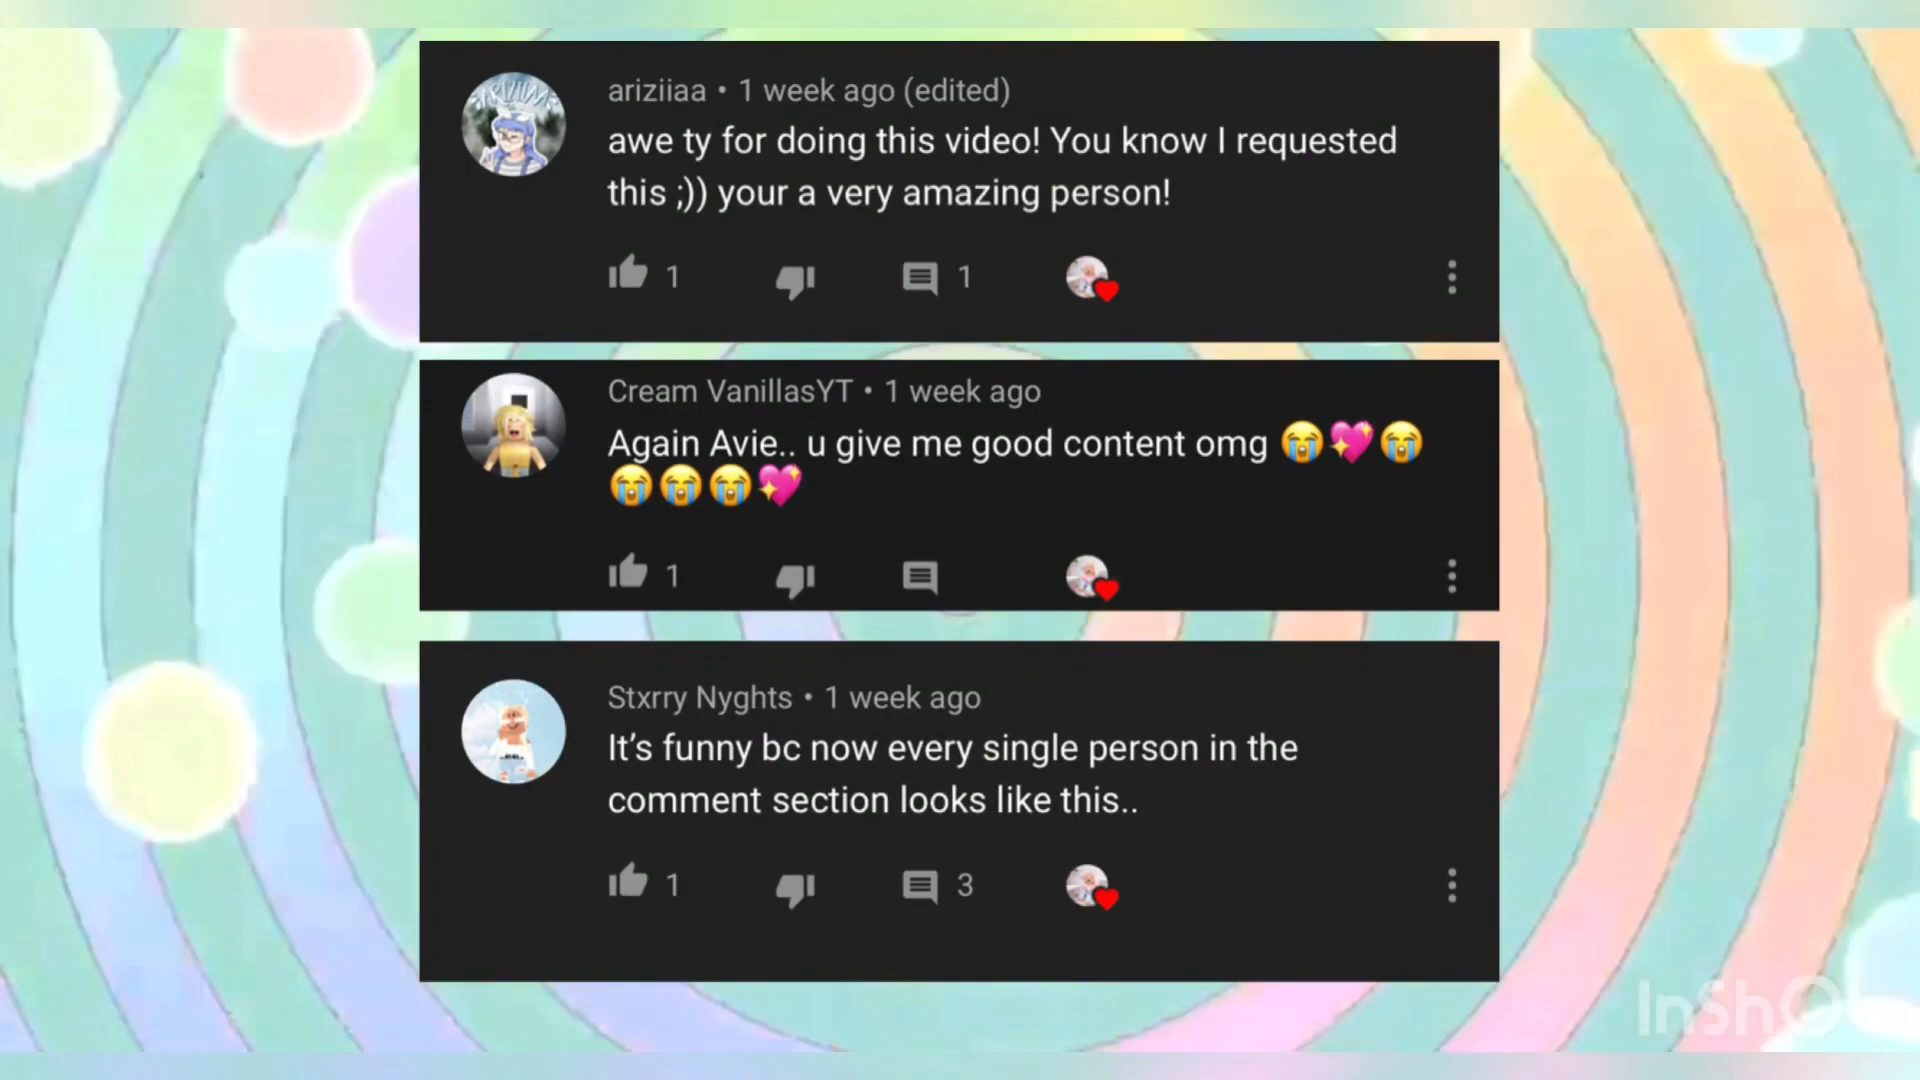 ariziiaa • 1 week ago (edited)
awe ty for doing this video! You know I requested
this ;)) your a very amazing person!
1
1
Cream VanillasYT • 1 week ago
Again Avie.. u give me good content omg 😭💖😭
😭😭😭💖
1
Stxrry Nyghts • 1 week ago
It's funny bc now every single person in the
comment section looks like this..
1
3
InShO